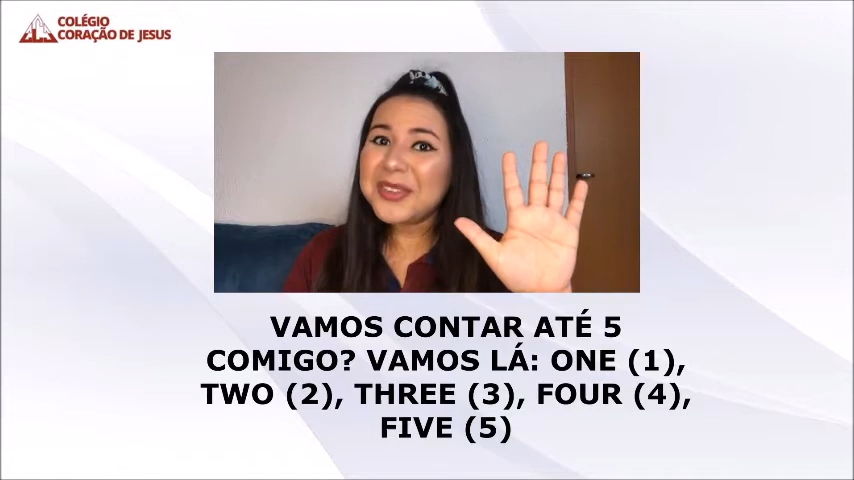 COLÉGIO
CORAÇÃO DE JESUS
VAMOS CONTAR ATÉ 5
COMIGO? VAMOS LÁ: ONE (1),
TWO (2), THREE (3), FOUR (4),
FIVE (5)